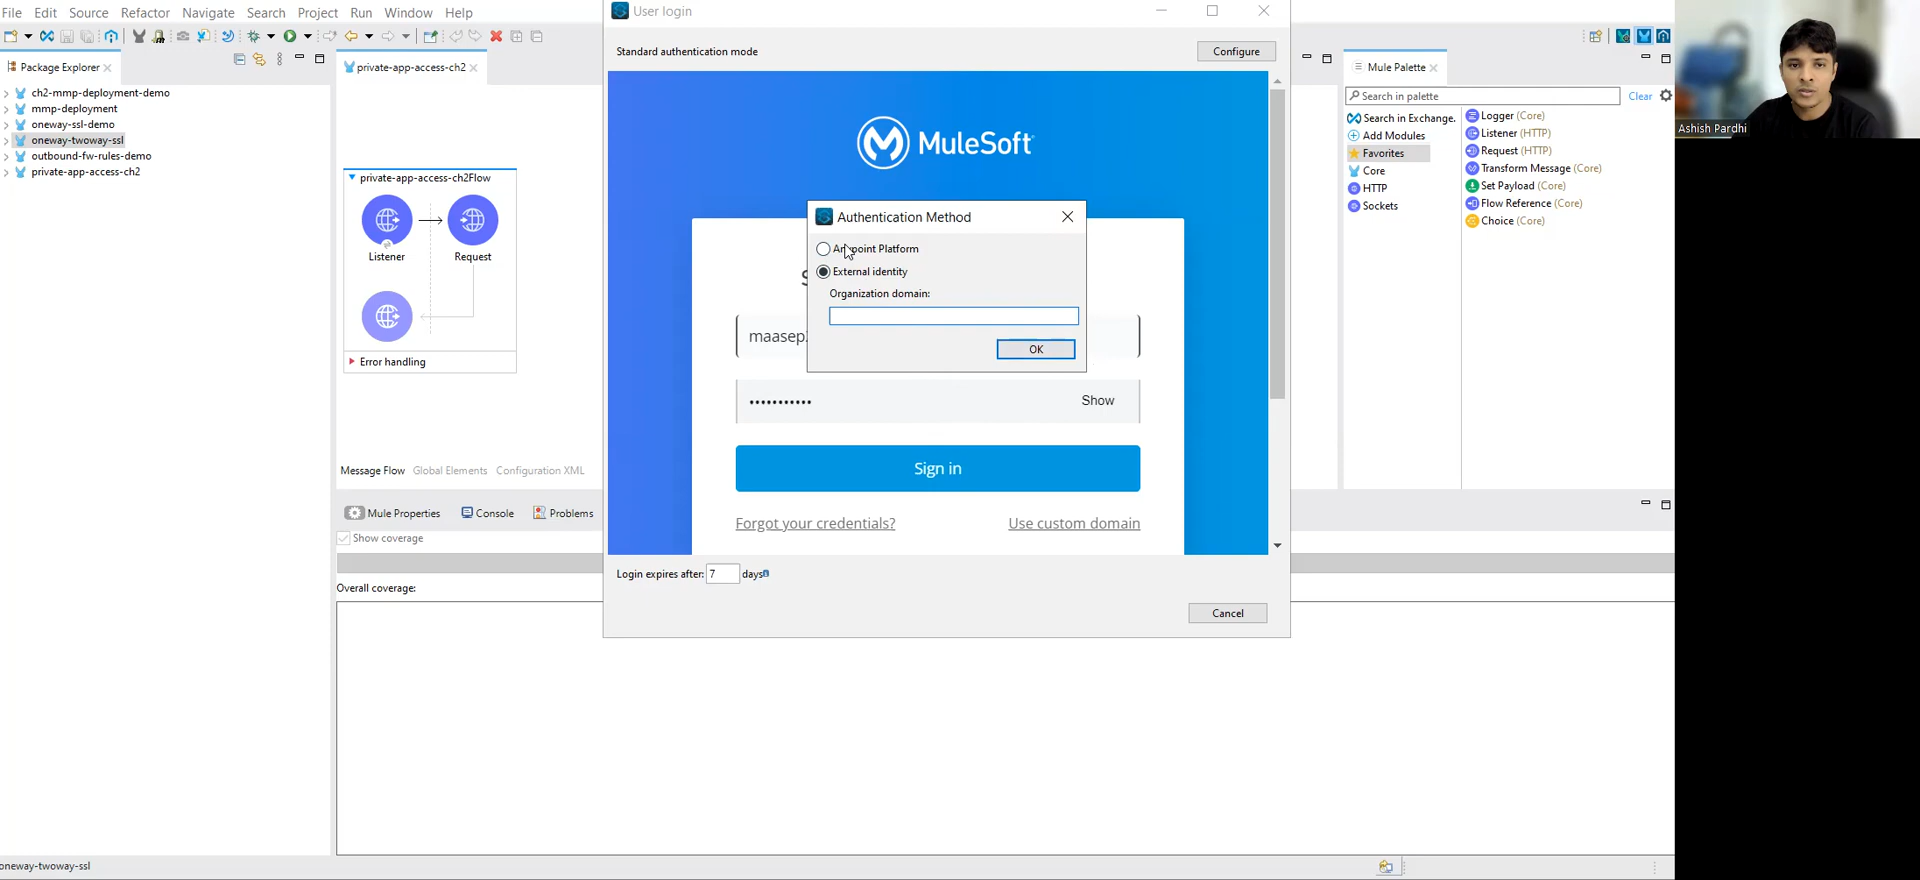 File Edit Source Refactor Navigate Search Project Run Window Help
User login
Standard authentication mode
Configure
Package Explorer
private-app-access-ch2
Mule Palette
ch2-mmp-deployment-demo
mmp-deployment
oneway-ssl-demo
oneway-twoway-ssl
outbound-fw-rules-demo
private-app-access-ch2
private-app-access-ch2Flow
Listener
Request
Error handling
Message Flow Global Elements Configuration XML
MuleSoft
Authentication Method
Anypoint Platform
External identity
Organization domain:
OK
Show
Sign in
Forgot your credentials?
Use custom domain
Login expires after: 7 days
Cancel
Search in palette
Clear
Search in Exchange.
Add Modules
Favorites
Core
HTTP
Sockets
Logger (Core)
Listener (HTTP)
Request (HTTP)
Transform Message (Core)
Set Payload (Core)
Flow Reference (Core)
Choice (Core)
Mule Properties
Console
Problems
Show coverage
Overall coverage:
oneway-twoway-ssl
Ashish Pardhi